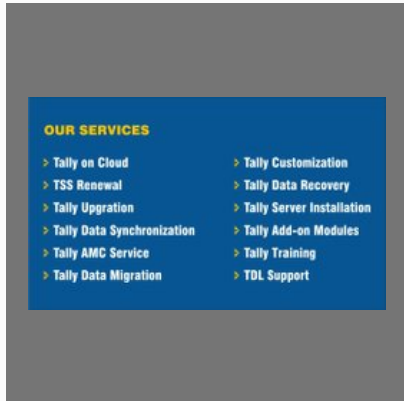 OUR SERVICES
> Tally on Cloud
> TSS Renewal
> Tally Upgration
> Tally Data Synchronization
> Tally AMC Service
> Tally Data Migration
> Tally Customization
> Tally Data Recovery
> Tally Server Installation
> Tally Add-on Modules
> Tally Training
> TDL Support